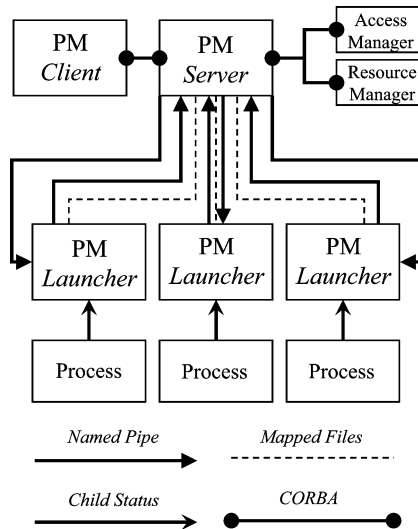 PM
Client
PM
Server
Access
Manager
Resource
Manager
PM
Launcher
PM
Launcher
PM
Launcher
Process
Process
Process
Named Pipe
Mapped Files
Child Status
CORBA